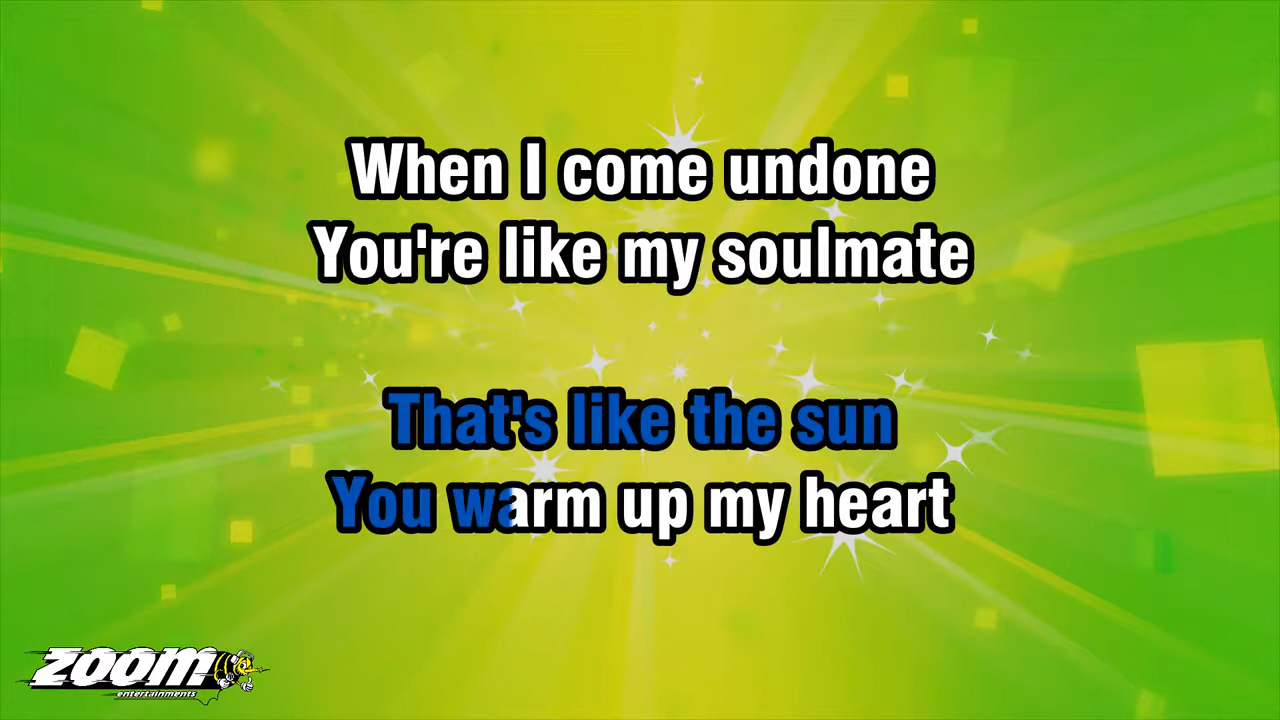 When I come undone
You're like my soulmate
That's like the sun
You warm up my heart
ZOOM
entertainments